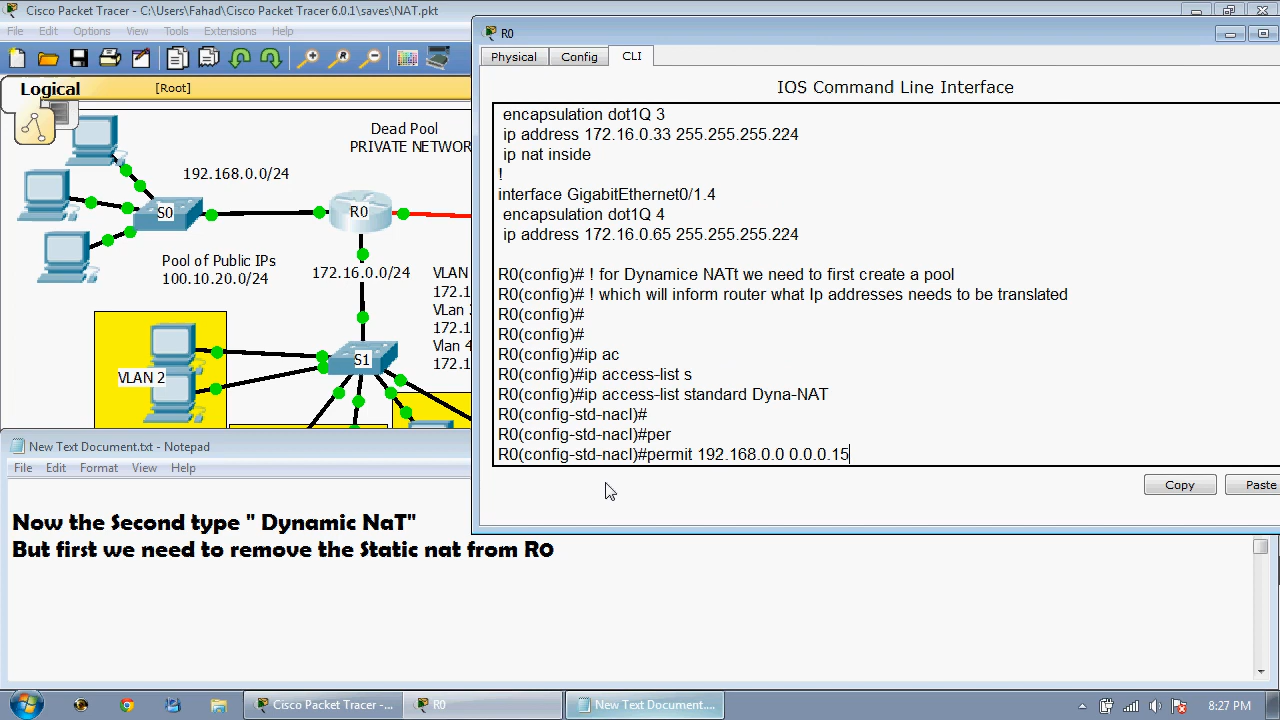 Cisco Packet Tracer - C:\Users\Fahad\Cisco Packet Tracer 6.0.1\saves\NAT.pkt
File Edit Options View Tools Extensions Help
Logical
[Root]
Dead Pool
PRIVATE NETWOR
192.168.0.0/24
S0
R0
Pool of Public IPs
100.10.20.0/24
172.16.0.0/24
VLAN
172.1
VLan 3
172.1
Vlan 4
172.1
S1
VLAN 2
R0
Physical Config CLI
IOS Command Line Interface
encapsulation dot1Q 3
ip address 172.16.0.33 255.255.255.224
ip nat inside
!
interface GigabitEthernet0/1.4
encapsulation dot1Q 4
ip address 172.16.0.65 255.255.255.224
R0(config)# ! for Dynamice NATt we need to first create a pool
R0(config)# ! which will inform router what Ip addresses needs to be translated
R0(config)#
R0(config)#
R0(config)#ip ac
R0(config)#ip access-list s
R0(config)#ip access-list standard Dyna-NAT
R0(config-std-nacl)#
R0(config-std-nacl)#per
R0(config-std-nacl)#permit 192.168.0.0 0.0.0.15
Copy Paste
New Text Document.txt - Notepad
File Edit Format View Help
Now the Second type " Dynamic NaT"
But first we need to remove the Static nat from R0
Cisco Packet Tracer -... R0 New Text Document.... 8:27 PM